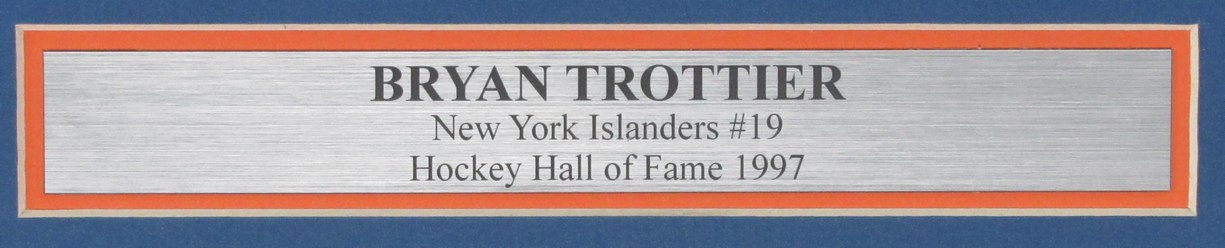 BRYAN TROTTIER
New York Islanders #19
Hockey Hall of Fame 1997